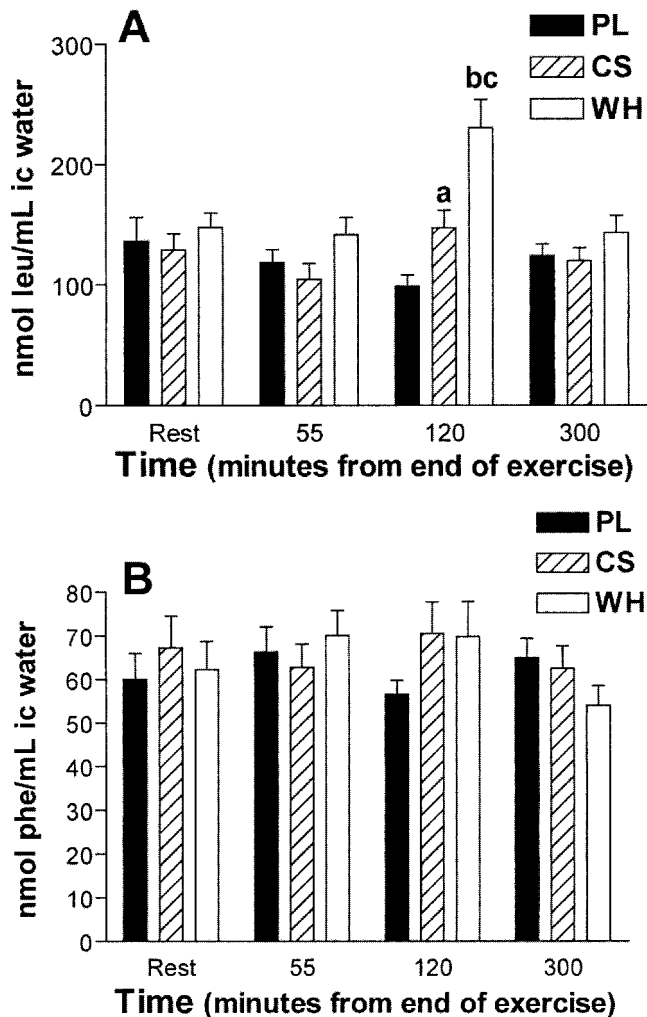 A
PL
CS
WH
300
200
100
0
nmol leu/mL ic water
a
bc
Rest 55 120 300
Time (minutes from end of exercise)
B
PL
CS
WH
80
70
60
50
40
30
20
10
0
nmol phe/mL ic water
Rest 55 120 300
Time (minutes from end of exercise)